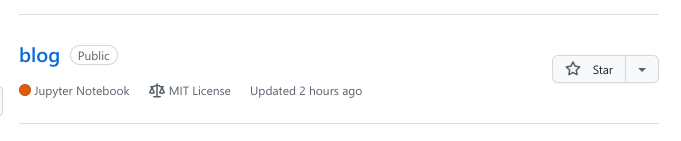 blog Public
Star
Jupyter Notebook MIT License Updated 2 hours ago